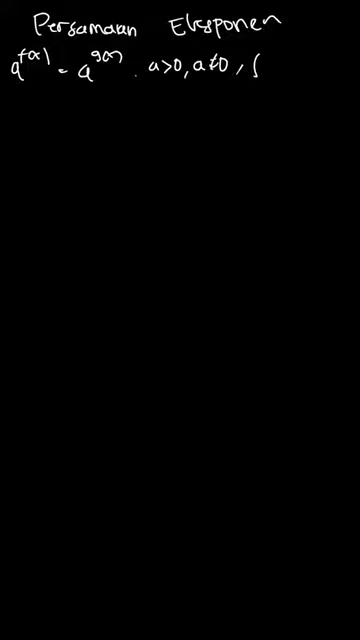 Persamaan Eksponen
a^{f(x)} = a^{g(x)} . a>0, a≠0, f